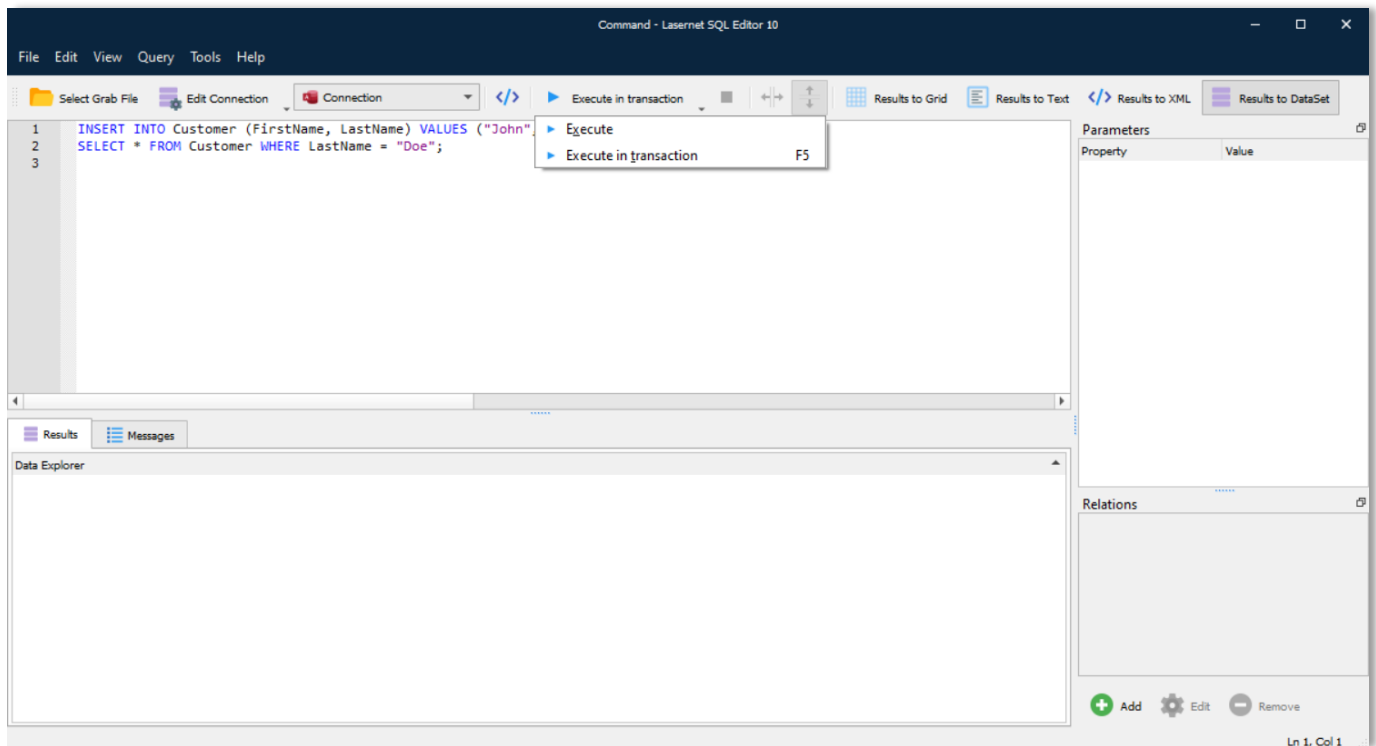 Command - Lasernet SQL Editor 10
File Edit View Query Tools Help
Select Grab File Edit Connection Connection </> Execute in transaction Results to Grid Results to Text </> Results to XML Results to DataSet
1 INSERT INTO Customer (FirstName, LastName) VALUES ("John",
2 SELECT * FROM Customer WHERE LastName = "Doe";
3
Execute
Execute in transaction F5
Parameters
Property Value
Results Messages
Data Explorer
Relations
Add Edit Remove
Ln 1, Col 1